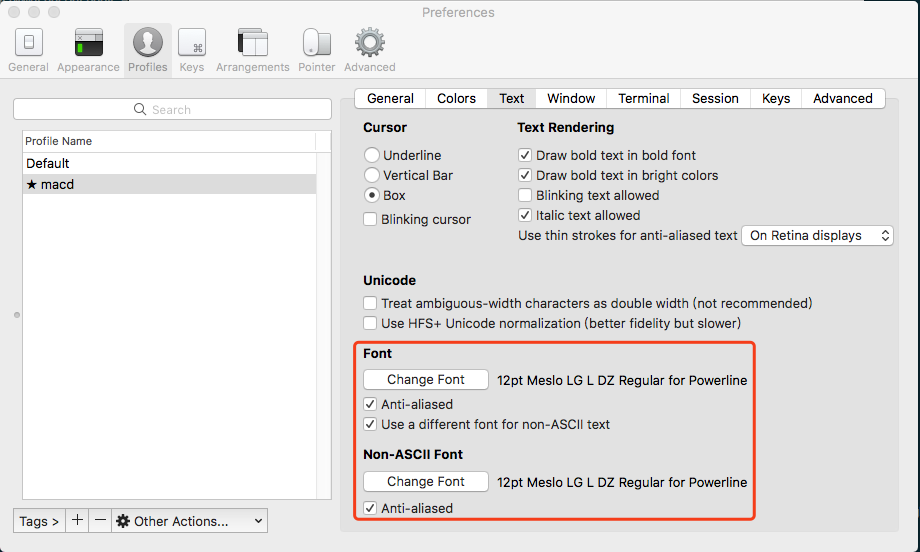 Preferences
General Appearance Profiles Keys Arrangements Pointer Advanced
Search
Profile Name
Default
★ macd
Tags > + − Other Actions...
General Colors Text Window Terminal Session Keys Advanced
Cursor
Underline
Vertical Bar
Box
Blinking cursor
Text Rendering
Draw bold text in bold font
Draw bold text in bright colors
Blinking text allowed
Italic text allowed
Use thin strokes for anti-aliased text On Retina displays
Unicode
Treat ambiguous-width characters as double width (not recommended)
Use HFS+ Unicode normalization (better fidelity but slower)
Font
Change Font 12pt Meslo LG L DZ Regular for Powerline
Anti-aliased
Use a different font for non-ASCII text
Non-ASCII Font
Change Font 12pt Meslo LG L DZ Regular for Powerline
Anti-aliased